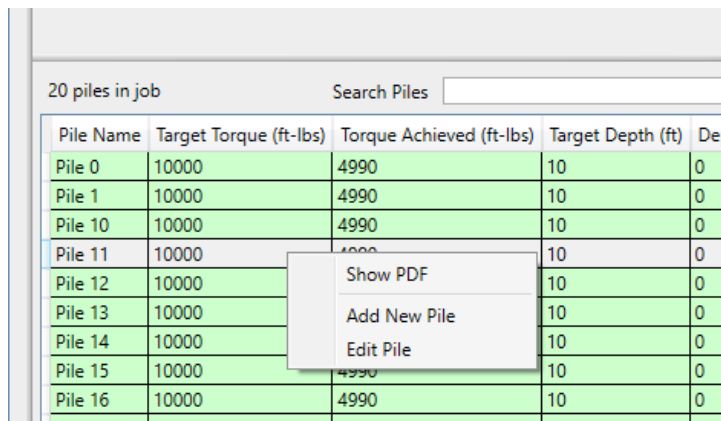 20 piles in job Search Piles
Pile Name Target Torque (ft-lbs) Torque Achieved (ft-lbs) Target Depth (ft) De
Pile 0 10000 4990 10 0
Pile 1 10000 4990 10 0
Pile 10 10000 4990 10 0
Pile 11 10000 4990 10 0
Show PDF
Pile 12 10000 10 0
Add New Pile
Pile 13 10000 10 0
Edit Pile
Pile 14 10000 10 0
Pile 15 10000 4990 10 0
Pile 16 10000 4990 10 0